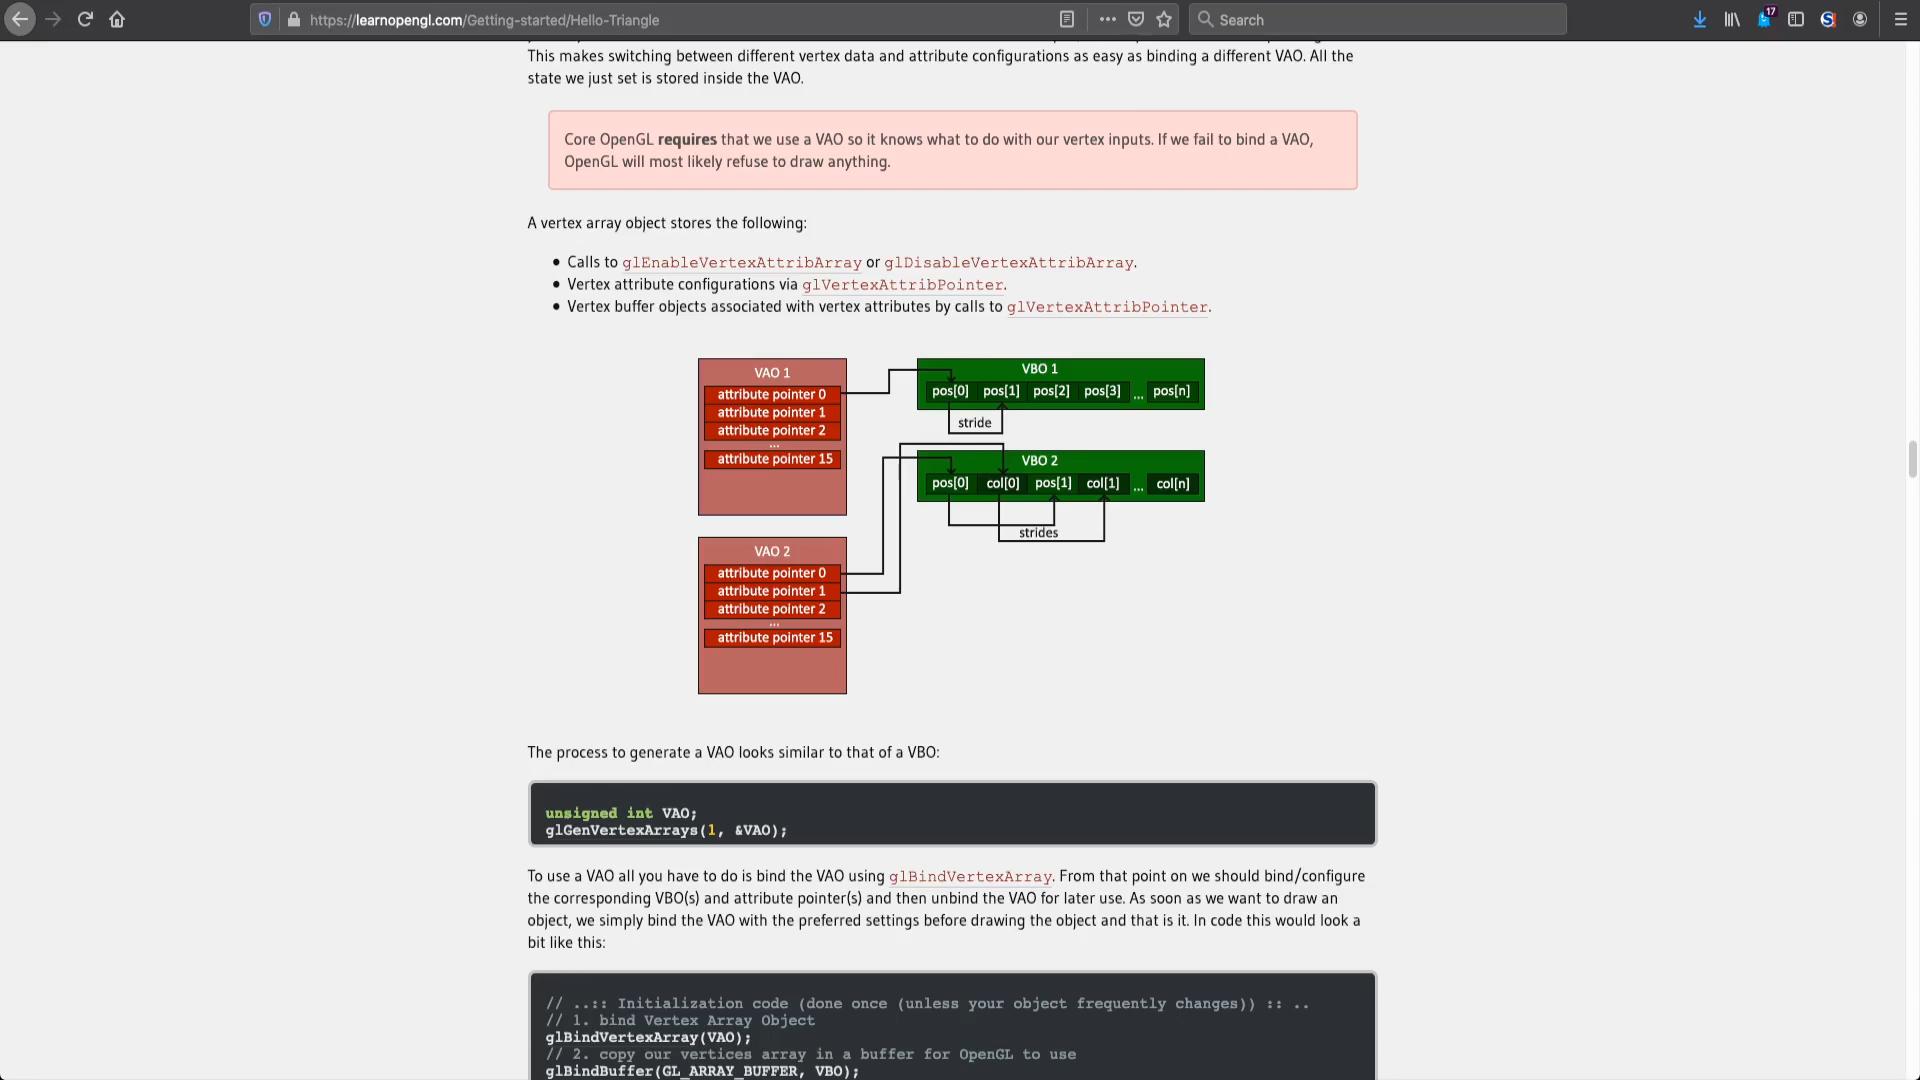 https://learnopengl.com/Getting-started/Hello-Triangle
Search
17
This makes switching between different vertex data and attribute configurations as easy as binding a different VAO. All the
state we just set is stored inside the VAO.
Core OpenGL requires that we use a VAO so it knows what to do with our vertex inputs. If we fail to bind a VAO,
OpenGL will most likely refuse to draw anything.
A vertex array object stores the following:
• Calls to glEnableVertexAttribArray or glDisableVertexAttribArray.
• Vertex attribute configurations via glVertexAttribPointer.
• Vertex buffer objects associated with vertex attributes by calls to glVertexAttribPointer.
VAO 1
attribute pointer 0
attribute pointer 1
attribute pointer 2
...
attribute pointer 15
VBO 1
pos[0] pos[1] pos[2] pos[3] ... pos[n]
stride
VBO 2
pos[0] col[0] pos[1] col[1] ... col[n]
strides
VAO 2
attribute pointer 0
attribute pointer 1
attribute pointer 2
...
attribute pointer 15
The process to generate a VAO looks similar to that of a VBO:
unsigned int VAO;
glGenVertexArrays(1, &VAO);
To use a VAO all you have to do is bind the VAO using glBindVertexArray. From that point on we should bind/configure
the corresponding VBO(s) and attribute pointer(s) and then unbind the VAO for later use. As soon as we want to draw an
object, we simply bind the VAO with the preferred settings before drawing the object and that is it. In code this would look a
bit like this:
// ..:: Initialization code (done once (unless your object frequently changes)) :: ..
// 1. bind Vertex Array Object
glBindVertexArray(VAO);
// 2. copy our vertices array in a buffer for OpenGL to use
glBindBuffer(GL_ARRAY_BUFFER, VBO);